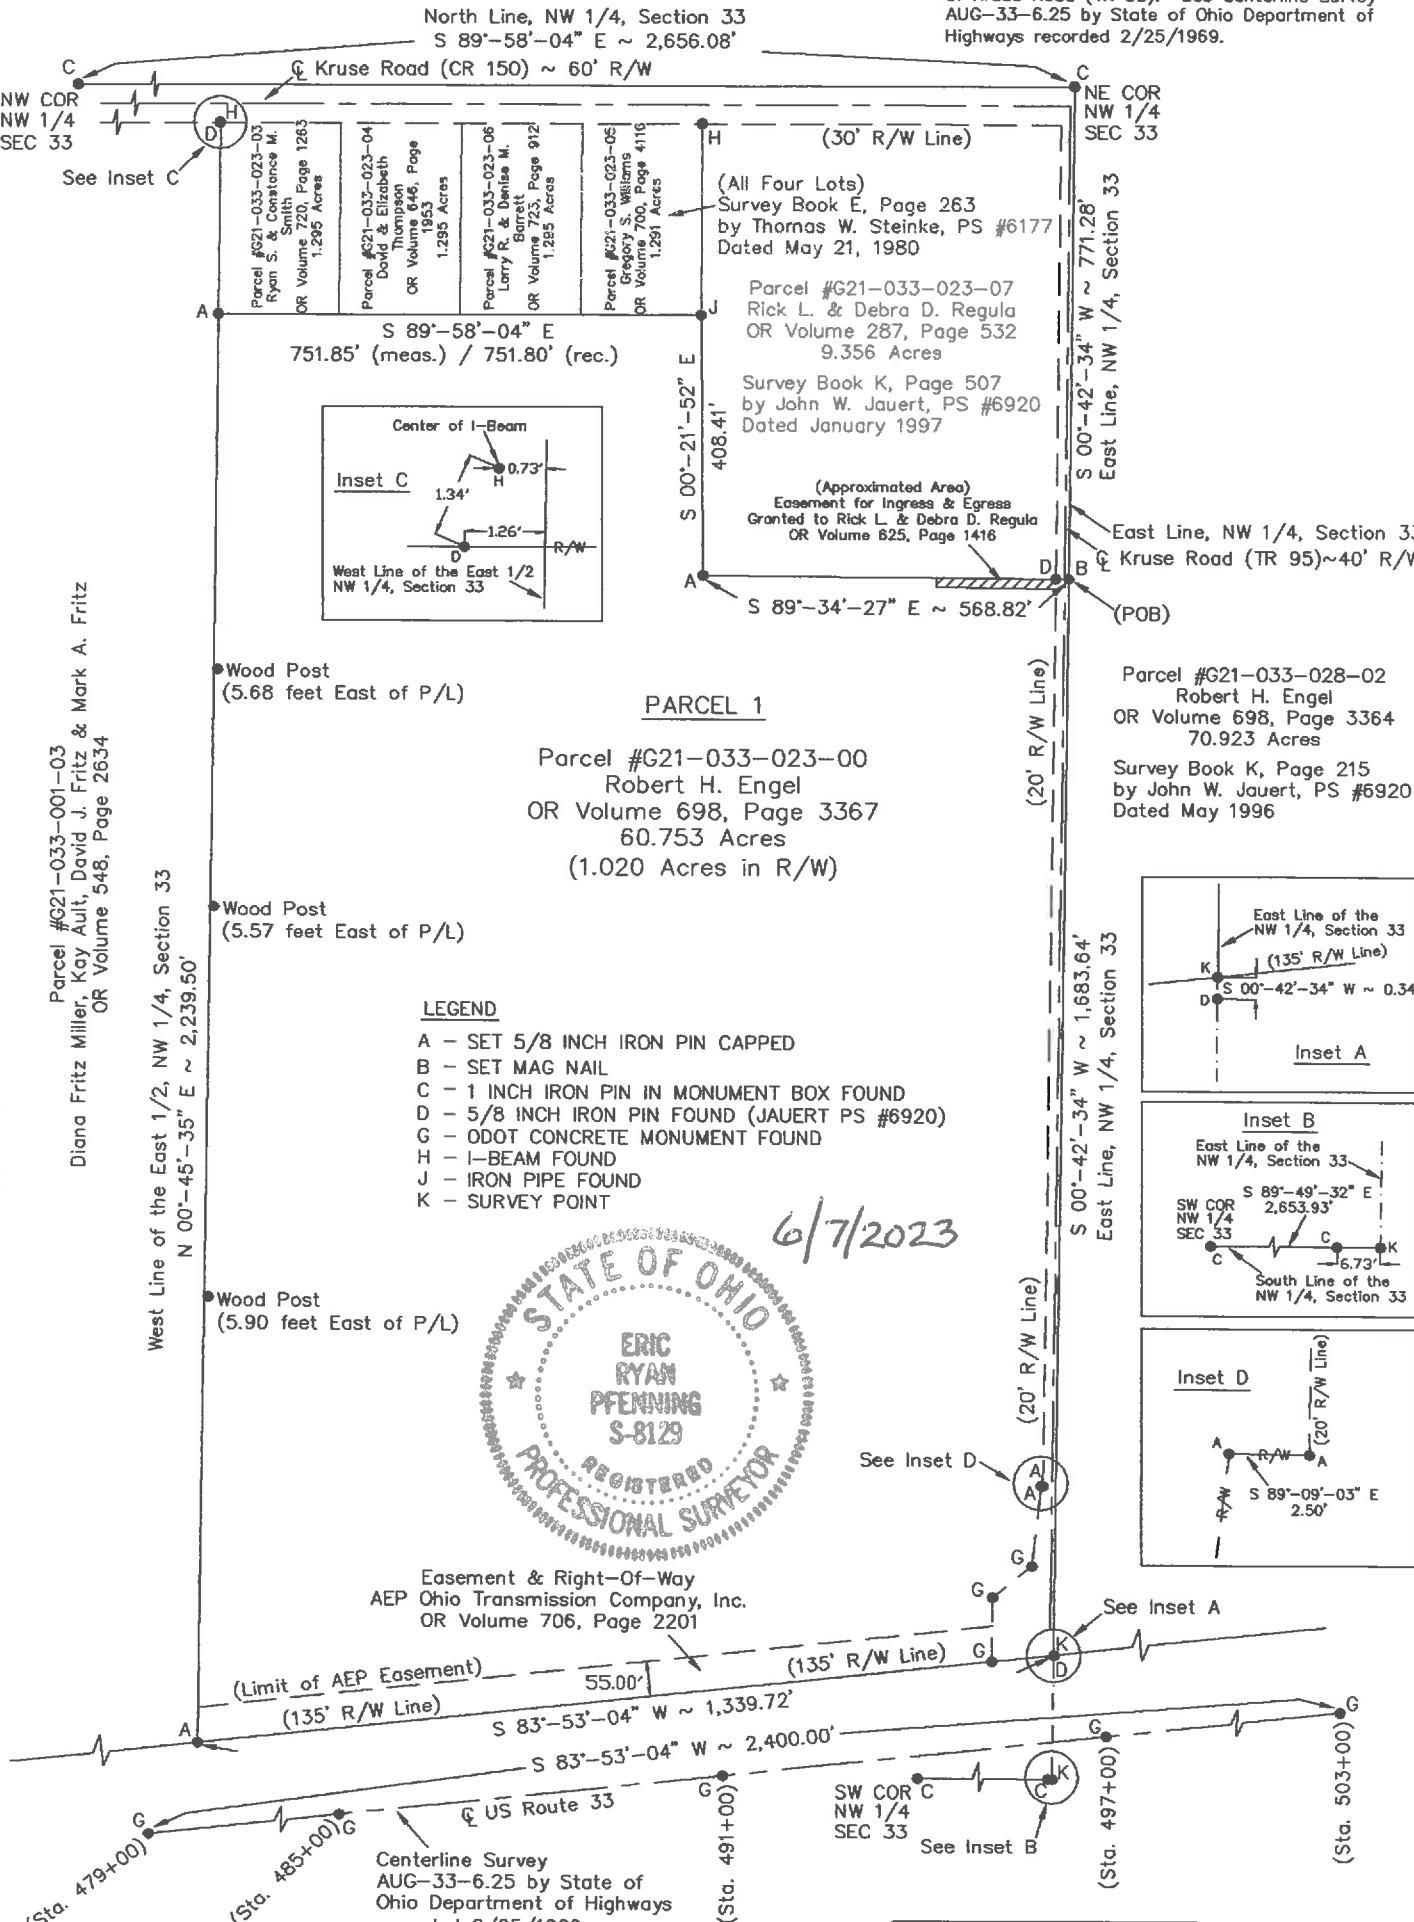 North Line, NW 1/4, Section 33
S 89°-58'-04" E ~ 2,656.08'
AUG-33-6.25 by State of Ohio Department of
Highways recorded 2/25/1969.
C
℄ Kruse Road (CR 150) ~ 60' R/W
C
NW COR
NW 1/4
SEC 33
NE COR
NW 1/4
SEC 33
H
D
See Inset C
H
(30' R/W Line)
Parcel #G21-033-023-03
Ryan S. & Constance M.
Smith
OR Volume 720, Page 1263
1.295 Acres
Parcel #G21-033-023-04
David & Elizabeth
Thompson
OR Volume 646, Page
1953
1.295 Acres
Parcel #G21-033-023-06
Larry R. & Denise M.
Barrett
OR Volume 723, Page 912
1.295 Acres
Parcel #G21-033-023-05
Gregory S. Williams
OR Volume 700, Page 4116
1.291 Acres
(All Four Lots)
Survey Book E, Page 263
by Thomas W. Steinke, PS #6177
Dated May 21, 1980
Parcel #G21-033-023-07
Rick L. & Debra D. Regula
OR Volume 287, Page 532
9.356 Acres
Survey Book K, Page 507
by John W. Jauert, PS #6920
Dated January 1997
S 00°-42'-34" W ~ 771.28'
East Line, NW 1/4, Section 33
A
J
S 89°-58'-04" E
751.85' (meas.) / 751.80' (rec.)
S 00°-21'-52" E
408.41'
Center of I-Beam
Inset C
0.73'
H
1.34'
1.26'
D
R/W
West Line of the East 1/2
NW 1/4, Section 33
(Approximated Area)
Easement for Ingress & Egress
Granted to Rick L. & Debra D. Regula
OR Volume 625, Page 1416
East Line, NW 1/4, Section 33
℄ Kruse Road (TR 95)~40' R/W
A
D
B
S 89°-34'-27" E ~ 568.82'
(POB)
Parcel #G21-033-001-03
Diana Fritz Miller, Kay Ault, David J. Fritz & Mark A. Fritz
OR Volume 548, Page 2634
West Line of the East 1/2, NW 1/4, Section 33
N 00°-45'-35" E ~ 2,239.50'
Wood Post
(5.68 feet East of P/L)
PARCEL 1
Parcel #G21-033-023-00
Robert H. Engel
OR Volume 698, Page 3367
60.753 Acres
(1.020 Acres in R/W)
(20' R/W Line)
Parcel #G21-033-028-02
Robert H. Engel
OR Volume 698, Page 3364
70.923 Acres
Survey Book K, Page 215
by John W. Jauert, PS #6920
Dated May 1996
Wood Post
(5.57 feet East of P/L)
S 00°-42'-34" W ~ 1,683.64'
East Line, NW 1/4, Section 33
East Line of the
NW 1/4, Section 33
(135' R/W Line)
K
S 00°-42'-34" W ~ 0.34
D
Inset A
LEGEND
A - SET 5/8 INCH IRON PIN CAPPED
B - SET MAG NAIL
C - 1 INCH IRON PIN IN MONUMENT BOX FOUND
D - 5/8 INCH IRON PIN FOUND (JAUERT PS #6920)
G - ODOT CONCRETE MONUMENT FOUND
H - I-BEAM FOUND
J - IRON PIPE FOUND
K - SURVEY POINT
Inset B
East Line of the
NW 1/4, Section 33
S 89°-49'-32" E
2,653.93'
SW COR
NW 1/4
SEC 33
C
C
K
6.73'
South Line of the
NW 1/4, Section 33
6/7/2023
STATE OF OHIO
ERIC
RYAN
PFENNING
S-8129
REGISTERED
PROFESSIONAL SURVEYOR
Wood Post
(5.90 feet East of P/L)
(20' R/W Line)
Inset D
(20' R/W Line)
A
R/W
A
S 89°-09'-03" E
2.50'
R/W
See Inset D
A
A
G
G
G
Easement & Right-Of-Way
AEP Ohio Transmission Company, Inc.
OR Volume 706, Page 2201
See Inset A
K
D
(Limit of AEP Easement)
55.00'
(135' R/W Line)
(135' R/W Line)
A
S 83°-53'-04" W ~ 1,339.72'
S 83°-53'-04" W ~ 2,400.00'
G
G
G
℄ US Route 33
G
G
SW COR
NW 1/4
SEC 33
C
C
K
See Inset B
(Sta. 479+00)
(Sta. 485+00)
(Sta. 491+00)
(Sta. 497+00)
(Sta. 503+00)
Centerline Survey
AUG-33-6.25 by State of
Ohio Department of Highways